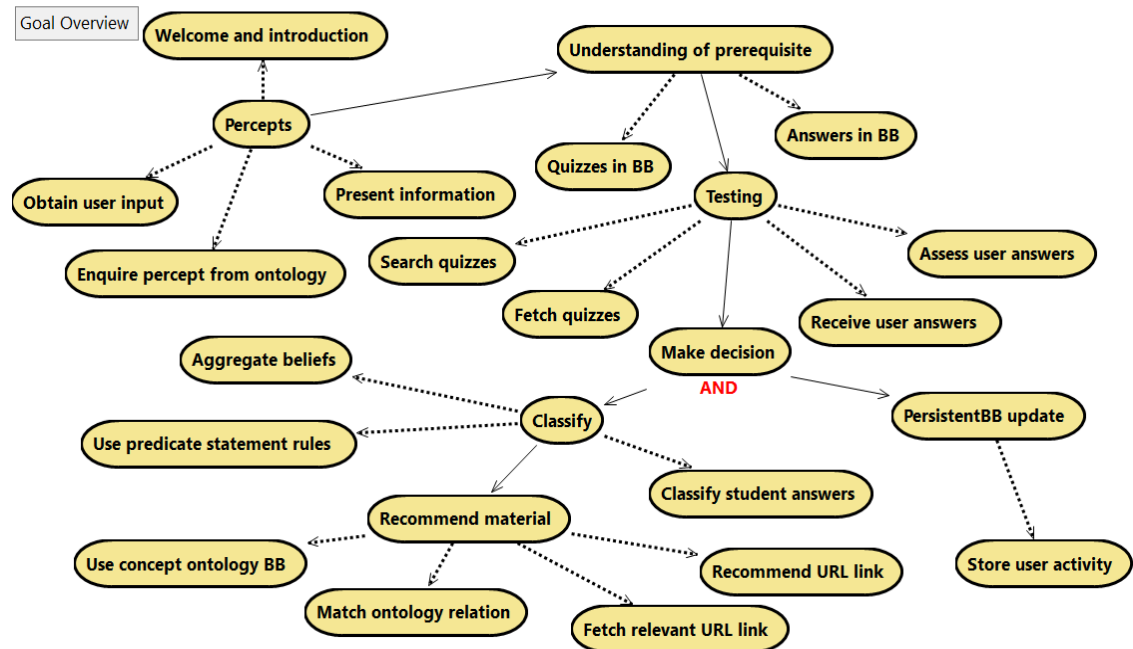 Goal Overview
Welcome and introduction
Understanding of prerequisite
Percepts
Answers in BB
Quizzes in BB
Present information
Obtain user input
Testing
Assess user answers
Search quizzes
Enquire percept from ontology
Fetch quizzes
Receive user answers
Make decision
Aggregate beliefs
AND
PersistentBB update
Classify
Use predicate statement rules
Classify student answers
Recommend material
Use concept ontology BB
Store user activity
Recommend URL link
Match ontology relation
Fetch relevant URL link